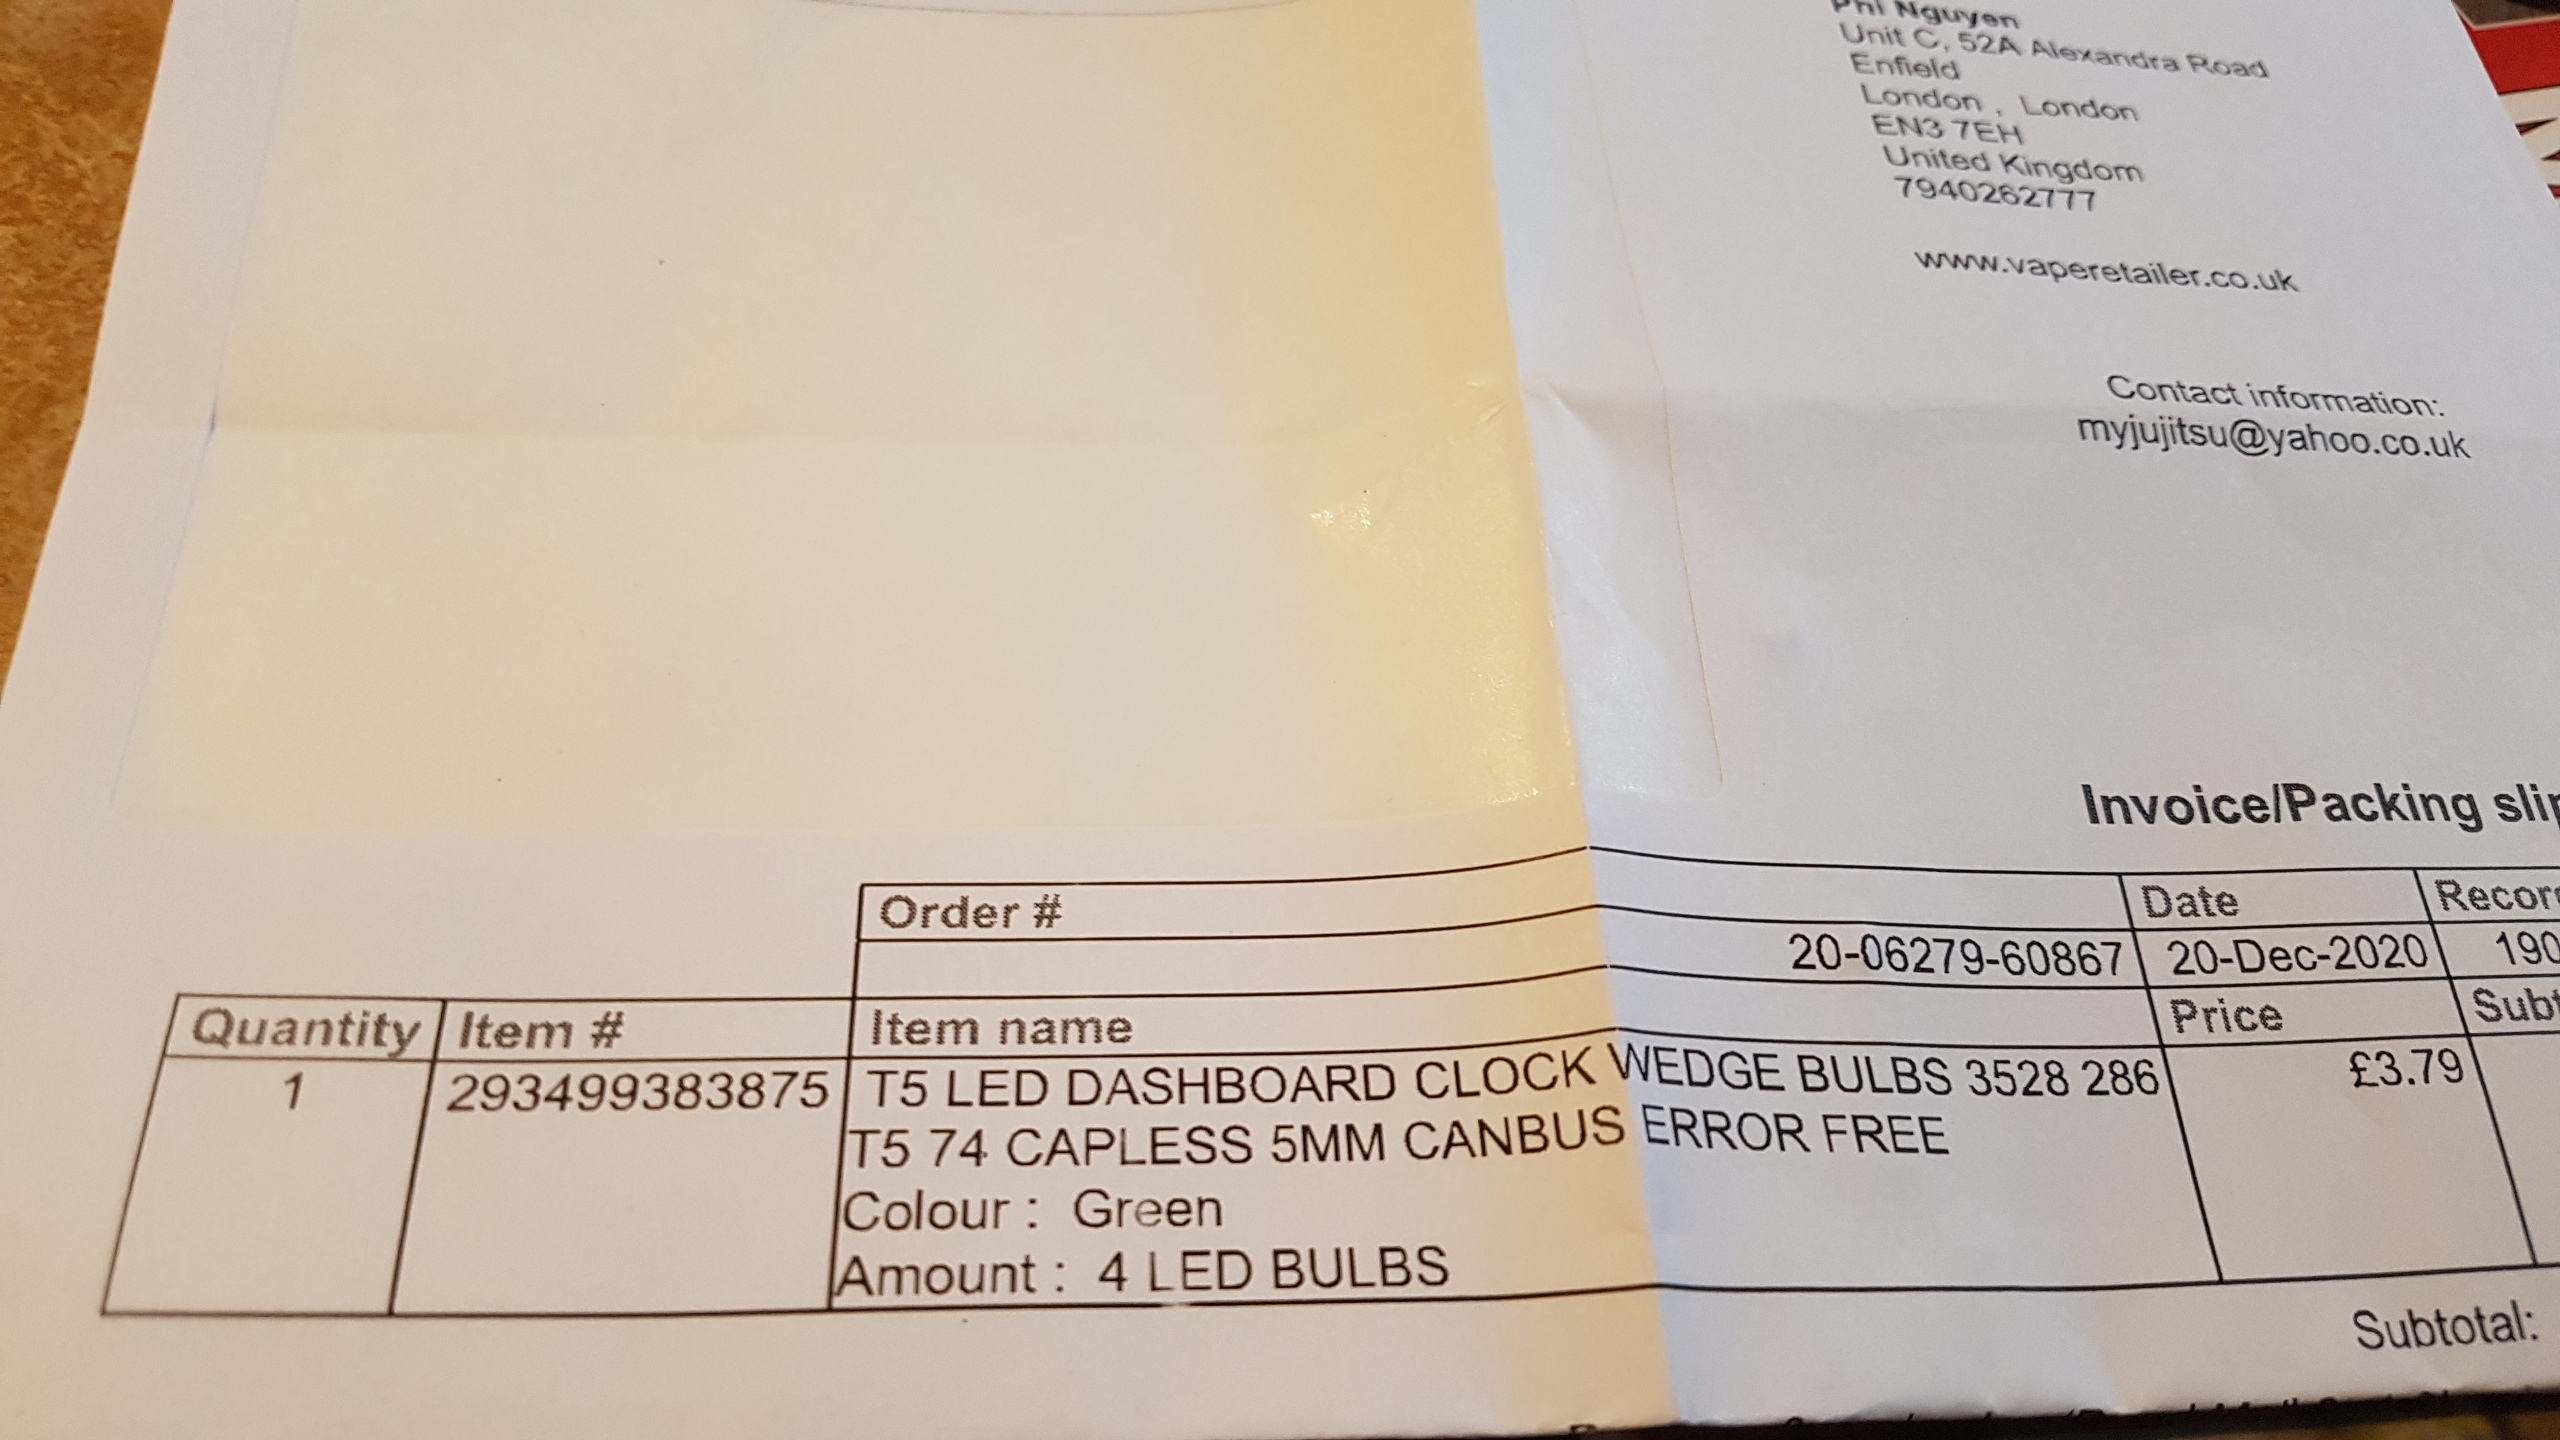 Phi Nguyen
Unit C, 52A Alexandra Road
Enfield
London , London
EN3 7EH
United Kingdom
7940262777
www.vaperetailer.co.uk
Contact information:
myjujitsu@yahoo.co.uk
Invoice/Packing slip
Order # Date Recor
20-06279-60867 20-Dec-2020 190
Quantity Item # Item name Price Subt
1 293499383875 T5 LED DASHBOARD CLOCK WEDGE BULBS 3528 286 £3.79
T5 74 CAPLESS 5MM CANBUS ERROR FREE
Colour : Green
Amount : 4 LED BULBS
Subtotal: